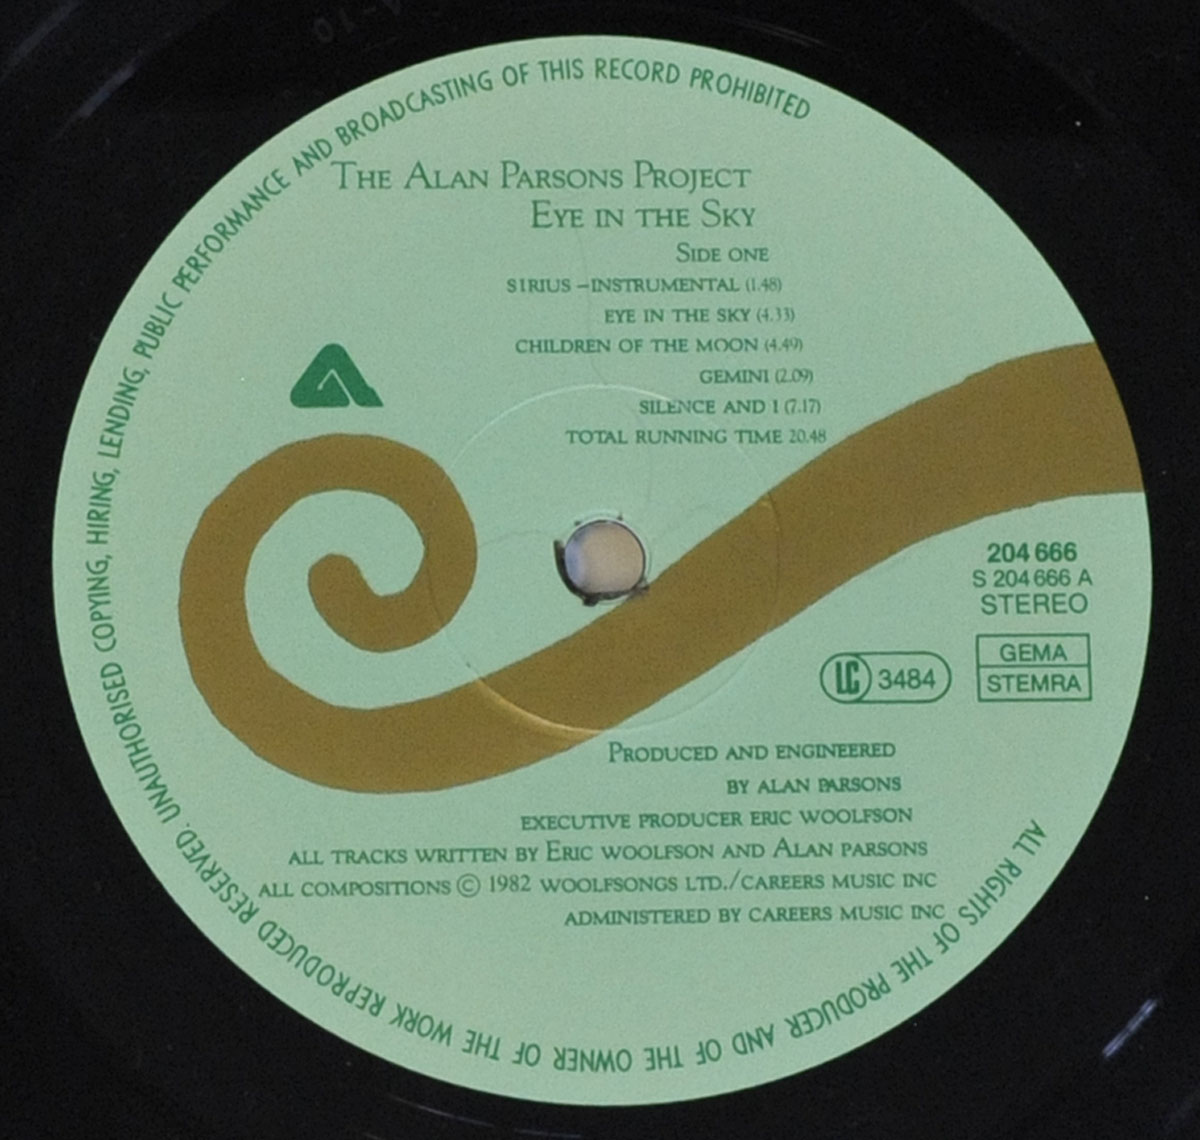 THE ALAN PARSONS PROJECT
EYE IN THE SKY
SIDE ONE
SIRIUS – INSTRUMENTAL (1.48)
EYE IN THE SKY (4.33)
CHILDREN OF THE MOON (4.49)
GEMINI (2.09)
SILENCE AND I (7.17)
TOTAL RUNNING TIME 20.48
204 666
S 204 666 A
STEREO
LC 3484
GEMA
STEMRA
PRODUCED AND ENGINEERED
BY ALAN PARSONS
EXECUTIVE PRODUCER ERIC WOOLFSON
ALL TRACKS WRITTEN BY ERIC WOOLFSON AND ALAN PARSONS
ALL COMPOSITIONS © 1982 WOOLFSONGS LTD./CAREERS MUSIC INC
ADMINISTERED BY CAREERS MUSIC INC
ALL RIGHTS OF THE PRODUCER AND OF THE OWNER OF THE WORK REPRODUCED RESERVED. UNAUTHORISED COPYING, HIRING, LENDING, PUBLIC PERFORMANCE AND BROADCASTING OF THIS RECORD PROHIBITED